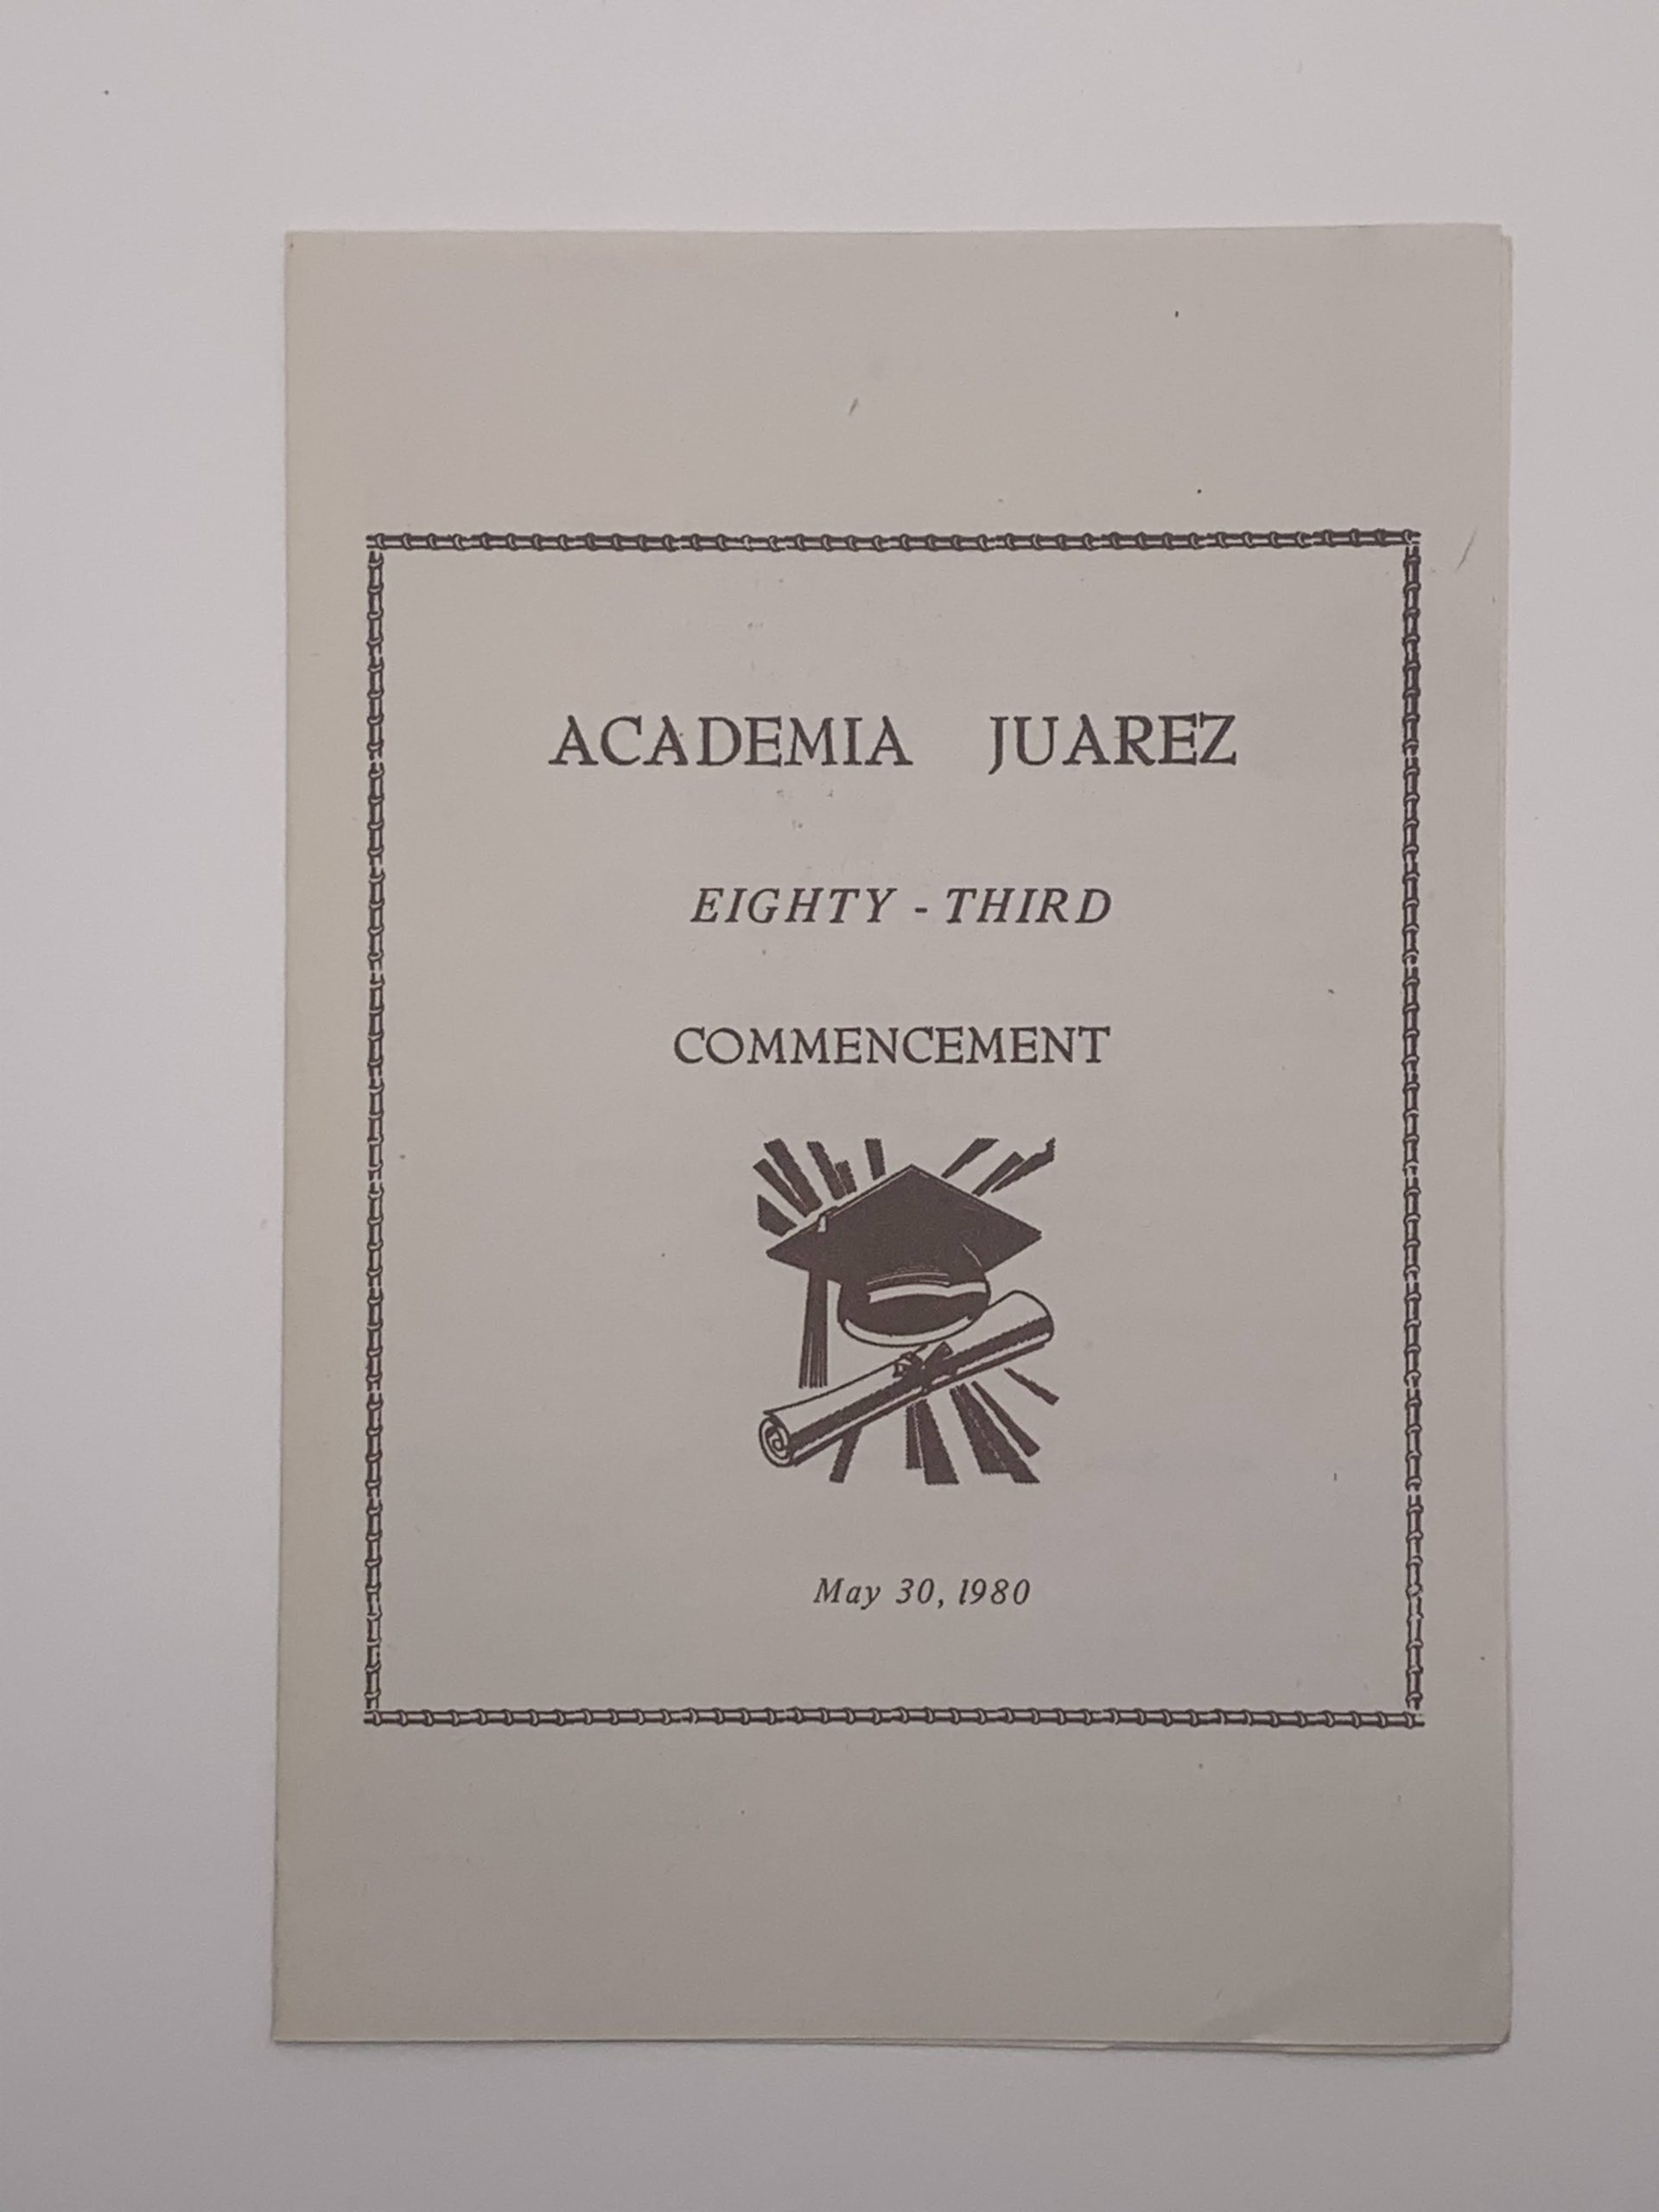 ACADEMIA JUAREZ
EIGHTY - THIRD
COMMENCEMENT
May 30, 1980